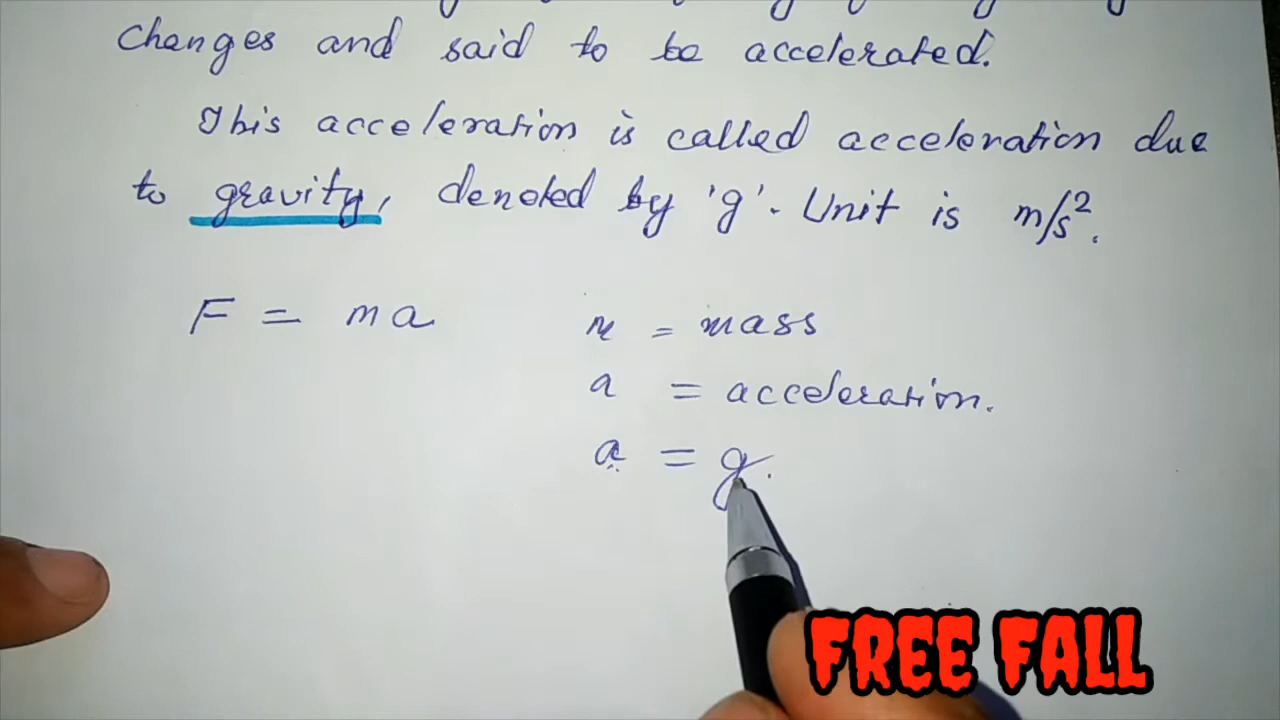 changes and said to be accelerated.
This acceleration is called acceleration due
to gravity, denoted by 'g'. Unit is m/s².
F = ma
m = mass
a = acceleration.
a = g.
FREE FALL